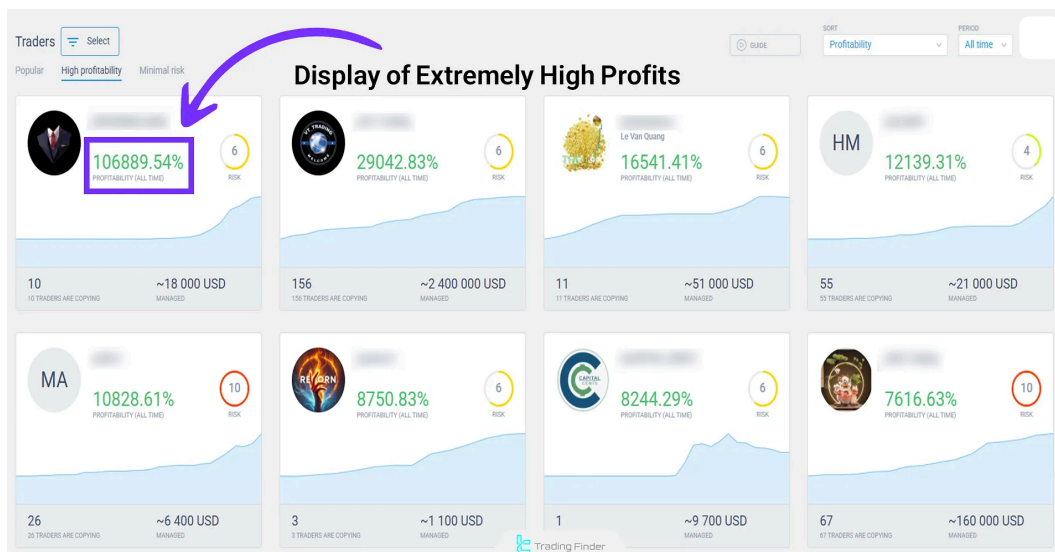 Traders
Select
GUIDE
SORT
Profitability
PERIOD
All time
Popular
High profitability
Minimal risk
Display of Extremely High Profits
106889.54%
PROFITABILITY (ALL TIME)
6
RISK
10
10 TRADERS ARE COPYING
~18 000 USD
MANAGED
VT. TRADING
WELCOME
29042.83%
PROFITABILITY (ALL TIME)
6
RISK
156
156 TRADERS ARE COPYING
~2 400 000 USD
MANAGED
Le Van Quang
16541.41%
PROFITABILITY (ALL TIME)
6
RISK
11
11 TRADERS ARE COPYING
~51 000 USD
MANAGED
HM
12139.31%
PROFITABILITY (ALL TIME)
4
RISK
55
55 TRADERS ARE COPYING
~21 000 USD
MANAGED
MA
10828.61%
PROFITABILITY (ALL TIME)
10
RISK
26
26 TRADERS ARE COPYING
~6 400 USD
MANAGED
8750.83%
PROFITABILITY (ALL TIME)
6
RISK
3
3 TRADERS ARE COPYING
~1 100 USD
MANAGED
CAPITAL
CENTS
8244.29%
PROFITABILITY (ALL TIME)
6
RISK
1
~9 700 USD
MANAGED
7616.63%
PROFITABILITY (ALL TIME)
10
RISK
67
67 TRADERS ARE COPYING
~160 000 USD
MANAGED
Trading Finder